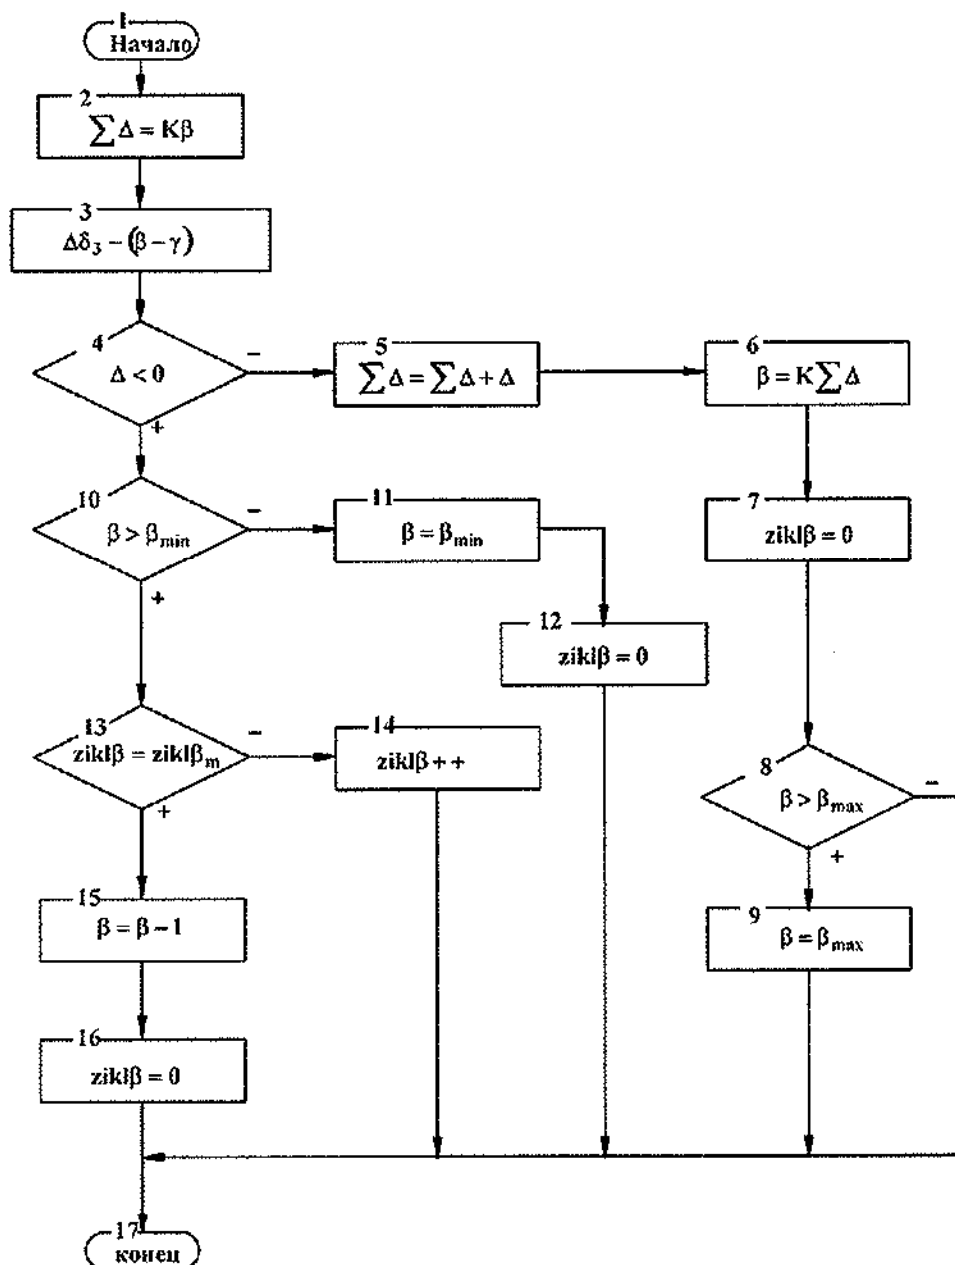 1
Начало
2
∑Δ = Kβ
3
Δδ₃ − (β − γ)
4
Δ < 0
−
+
5
∑Δ = ∑Δ + Δ
6
β = K∑Δ
10
β > βmin
−
+
11
β = βmin
7
ziklβ = 0
12
ziklβ = 0
13
ziklβ = ziklβm
−
+
14
ziklβ + +
8
β > βmax
−
+
15
β = β − 1
9
β = βmax
16
ziklβ = 0
17
конец